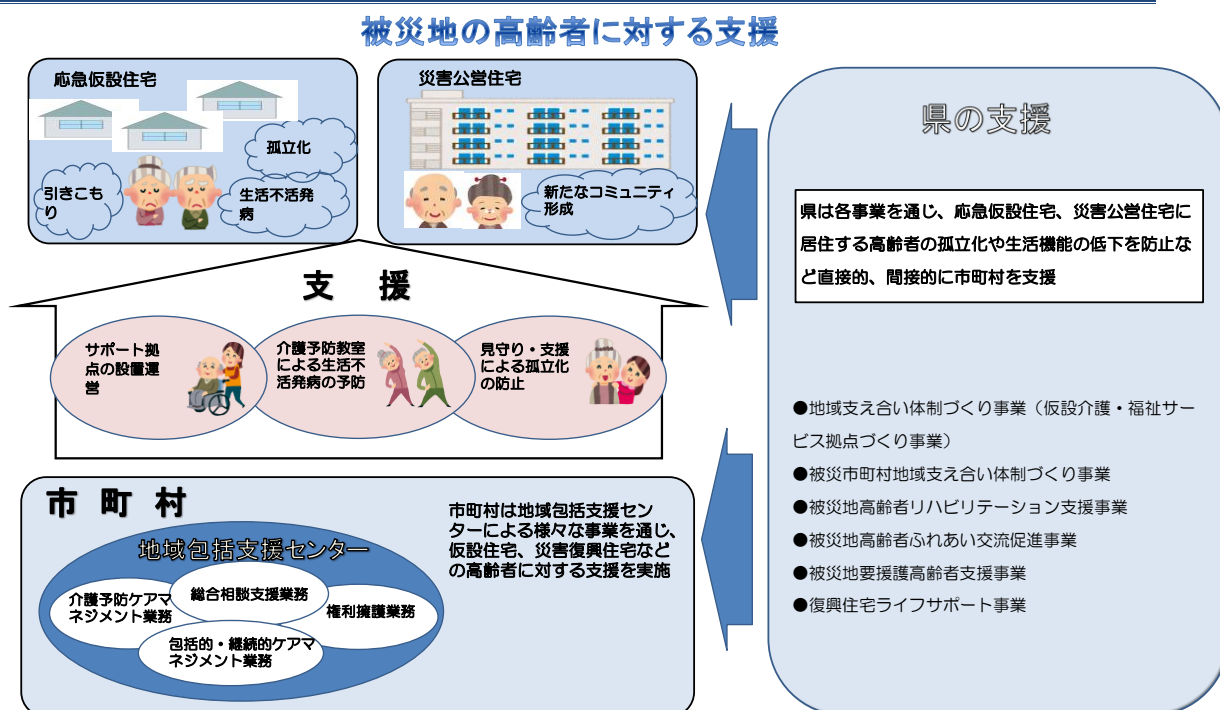 被災地の高齢者に対する支援
応急仮設住宅
孤立化
引きこも
り
生活不活発
病
災害公営住宅
新たなコミュニティ
形成
支 援
サポート拠
点の設置運
営
介護予防教室
による生活不
活発病の予防
見守り・支援
による孤立化
の防止
市 町 村
地域包括支援センター
介護予防ケアマ
ネジメント業務
総合相談支援業務
権利擁護業務
包括的・継続的ケアマ
ネジメント業務
市町村は地域包括支援セン
ターによる様々な事業を通じ、
仮設住宅、災害復興住宅など
の高齢者に対する支援を実施
県の支援
県は各事業を通じ、応急仮設住宅、災害公営住宅に
居住する高齢者の孤立化や生活機能の低下を防止な
ど直接的、間接的に市町村を支援
●地域支え合い体制づくり事業（仮設介護・福祉サー
ビス拠点づくり事業）
●被災市町村地域支え合い体制づくり事業
●被災地高齢者リハビリテーション支援事業
●被災地高齢者ふれあい交流促進事業
●被災地要援護高齢者支援事業
●復興住宅ライフサポート事業